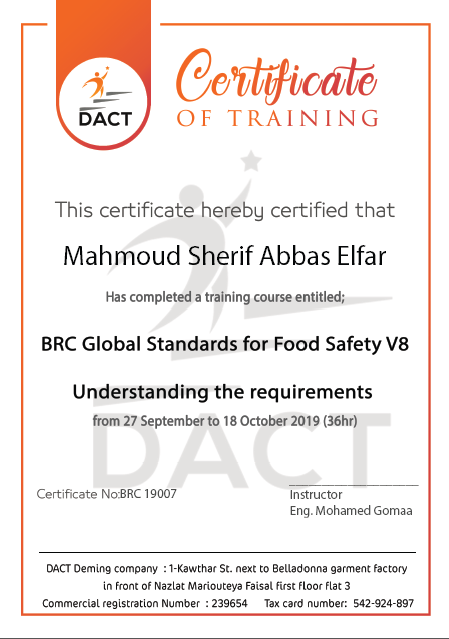 Certificate
OF TRAINING
DACT
This certificate hereby certified that
Mahmoud Sherif Abbas Elfar
Has completed a training course entitled;
BRC Global Standards for Food Safety V8
Understanding the requirements
from 27 September to 18 October 2019 (36hr)
DACT
Certificate No:BRC 19007
Instructor
Eng. Mohamed Gomaa
DACT Deming company : 1-Kawthar St. next to Belladonna garment factory
in front of Nazlat Mariouteya Faisal first floor flat 3
Commercial registration Number : 239654 Tax card number: 542-924-897